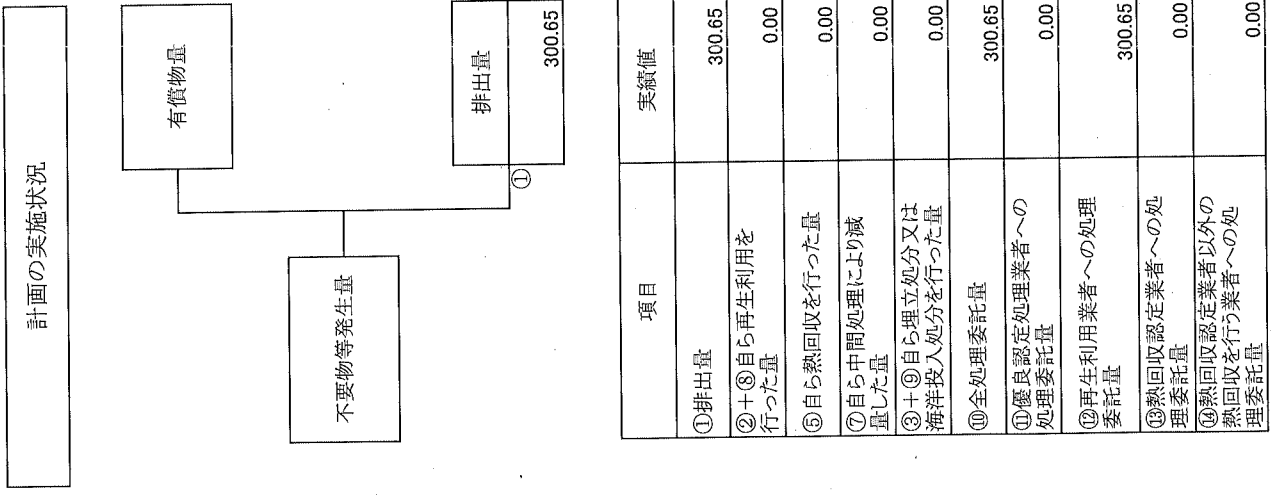 計画の実施状況
有償物量
不要物等発生量
①
排出量
300.65
項目 実績値
①排出量 300.65
②+⑧自ら再生利用を
行った量 0.00
⑤自ら熱回収を行った量 0.00
⑦自ら中間処理により減
量した量 0.00
③+⑨自ら埋立処分又は
海洋投入処分を行った量 0.00
⑩全処理委託量 300.65
⑪優良認定処理業者への
処理委託量 0.00
⑫再生利用業者への処理
委託量 300.65
⑬熱回収認定業者への処
理委託量 0.00
⑭熱回収認定業者以外の
熱回収を行う業者への処
理委託量 0.00